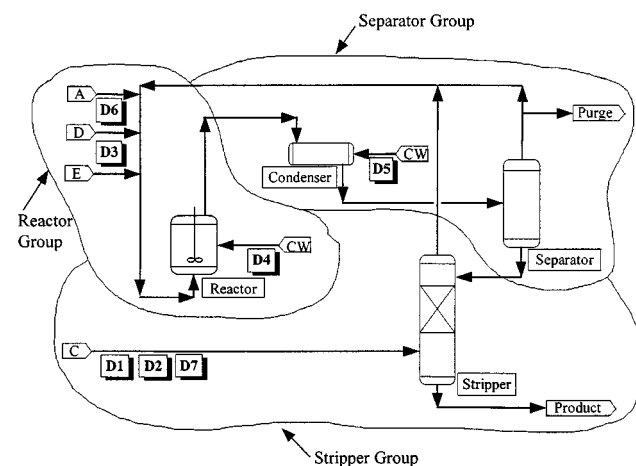 Separator Group
A
D6
D
D3
E
Purge
CW
D5
Condenser
Reactor
Group
CW
D4
Reactor
Separator
C
D1 D2 D7
Stripper
Product
Stripper Group